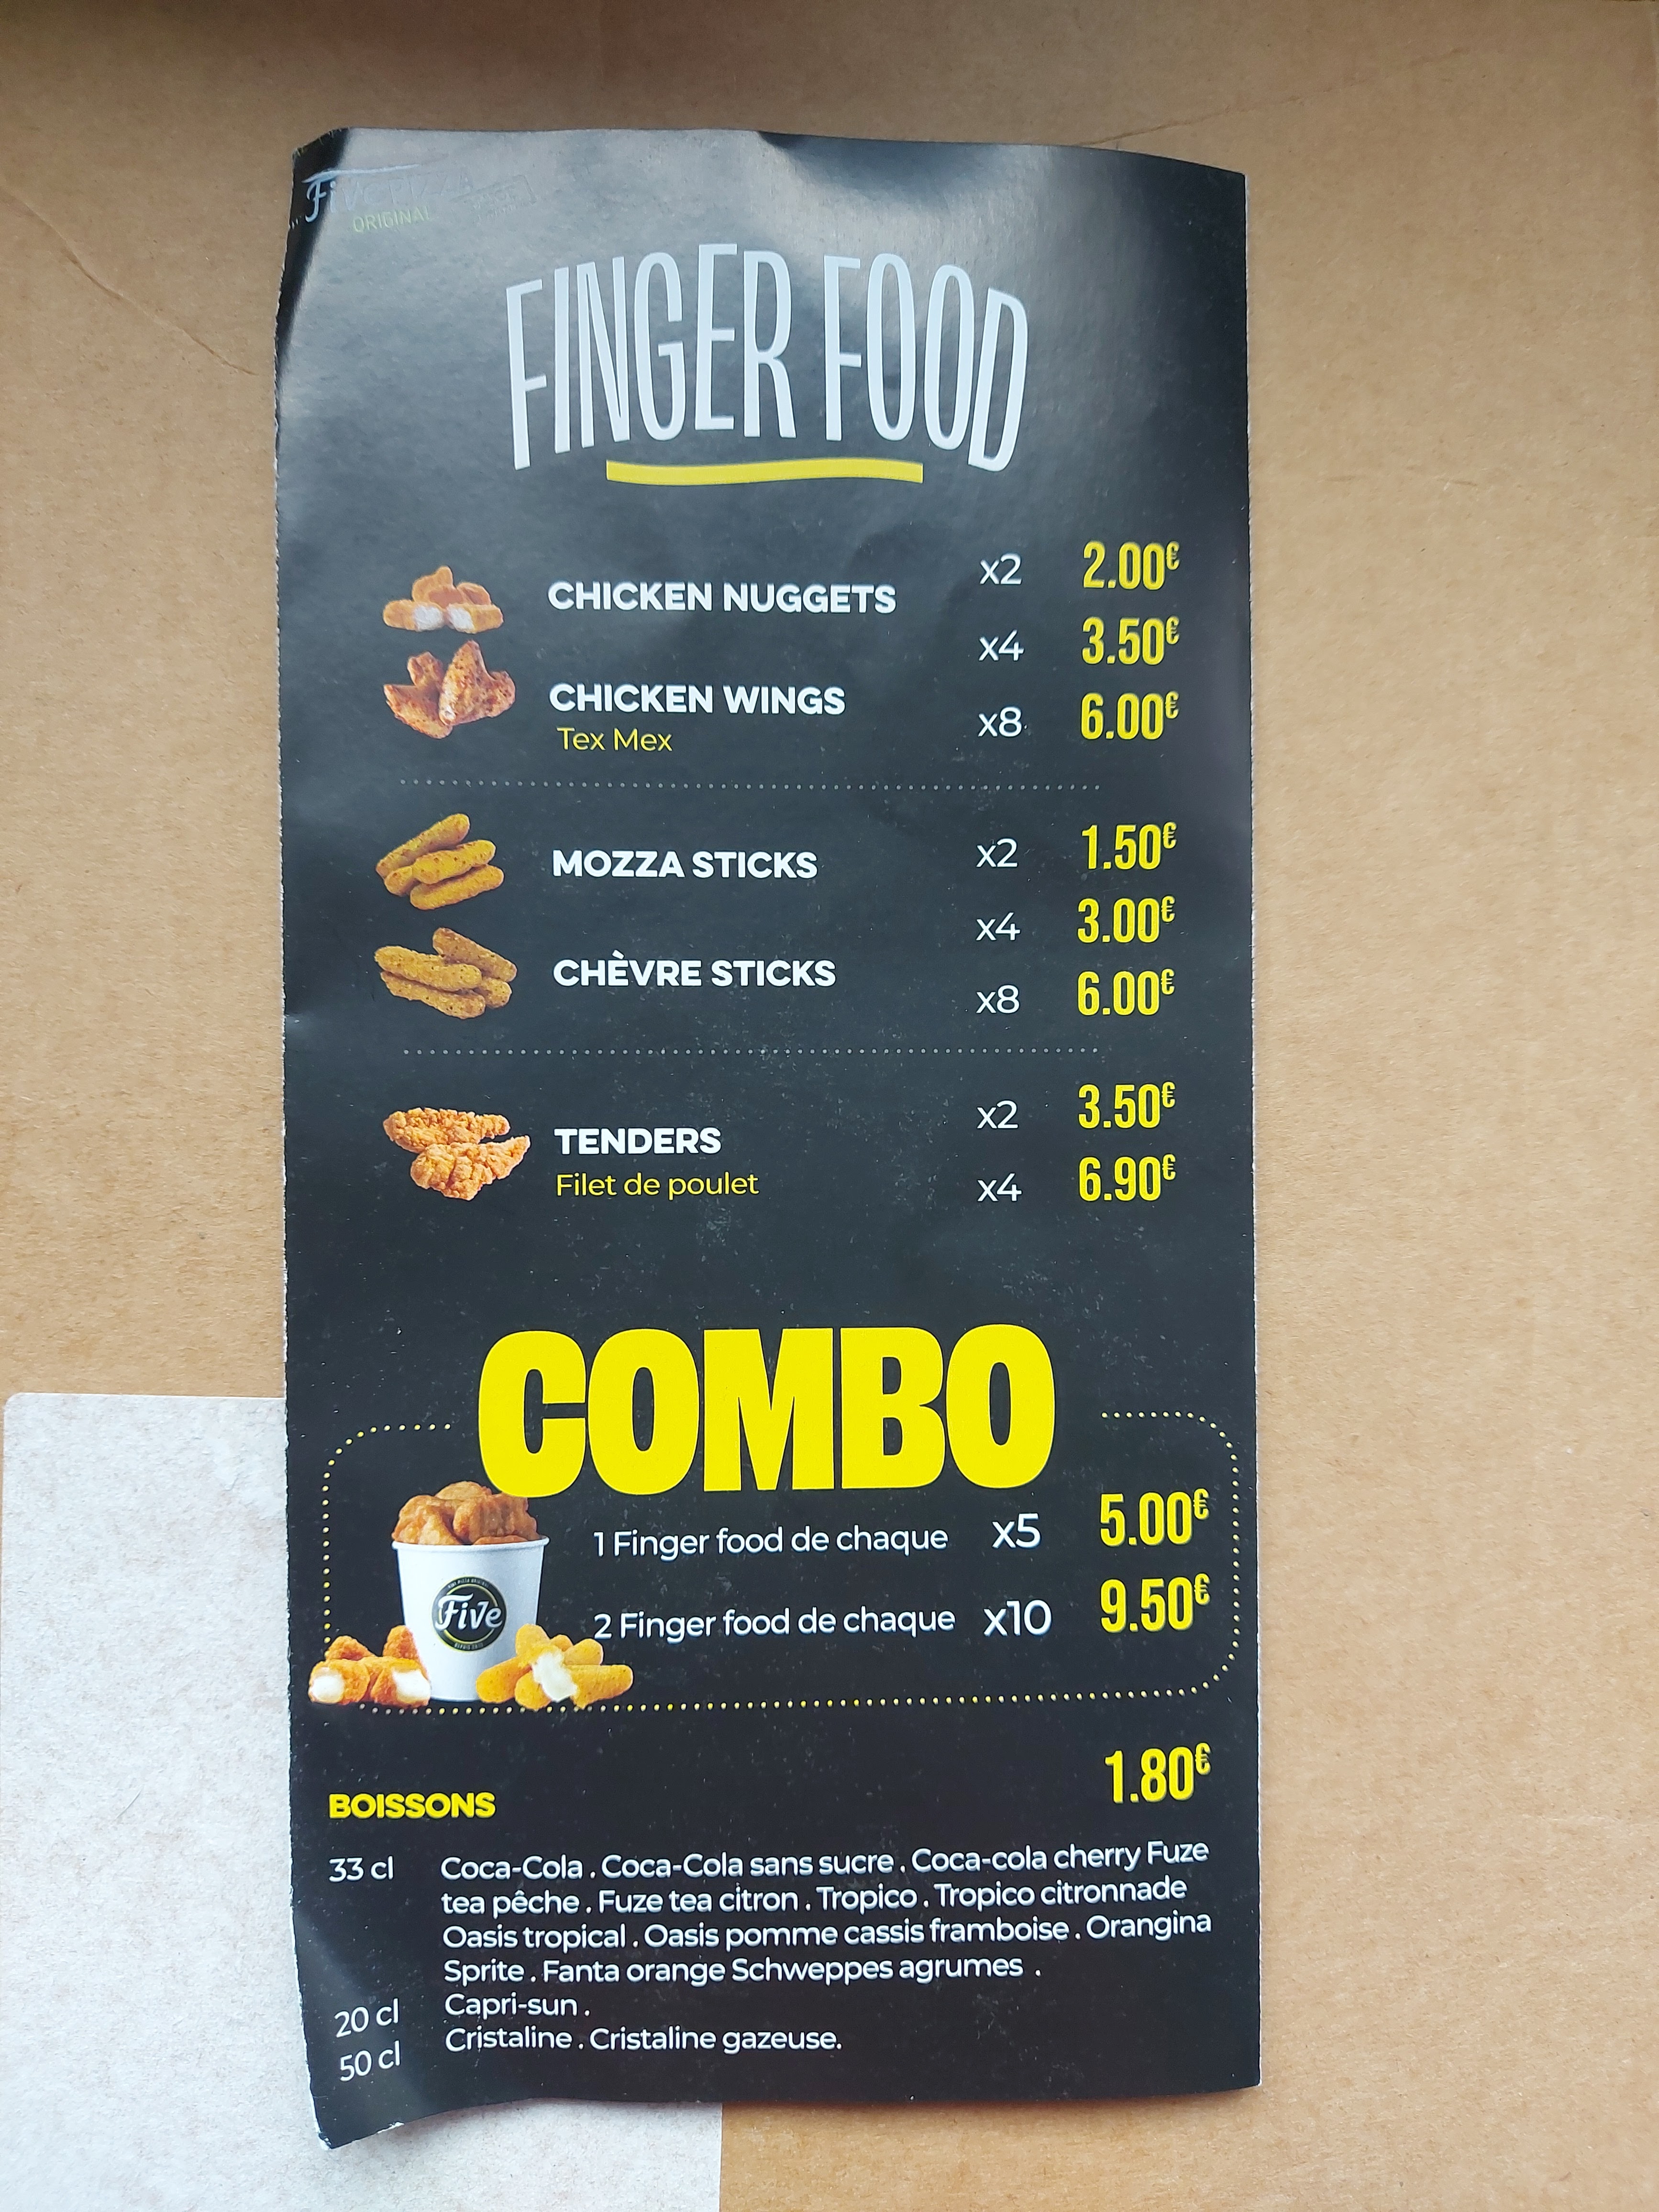 Five Pizza
ORIGINAL
FINGER FOOD
CHICKEN NUGGETS
CHICKEN WINGS
Tex Mex
x2 2.00€
x4 3.50€
x8 6.00€
MOZZA STICKS
CHÈVRE STICKS
x2 1.50€
x4 3.00€
x8 6.00€
TENDERS
Filet de poulet
x2 3.50€
x4 6.90€
COMBO
1 Finger food de chaque x5 5.00€
2 Finger food de chaque x10 9.50€
Five
BOISSONS 1.80€
33 cl Coca-Cola . Coca-Cola sans sucre . Coca-cola cherry Fuze
tea pêche . Fuze tea citron . Tropico . Tropico citronnade
Oasis tropical . Oasis pomme cassis framboise . Orangina
Sprite . Fanta orange Schweppes agrumes .
20 cl Capri-sun .
50 cl Cristaline . Cristaline gazeuse.